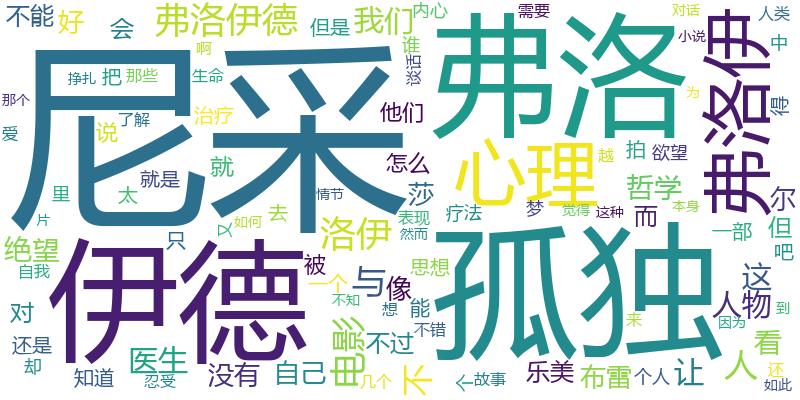 不能
好
会
弗洛伊德
但是
我们
内心
谁
需要
对话
人类
小说
中
啊
尼采
弗洛
弗洛伊
挣扎
把
那些
生命
谈话
那个
了解
治疗
他们
为
得
爱
说
心理
越
拍
欲望
就是
就
怎么
里
太
情节
莎
哲学
尔
片
又
如何
去
表现
疗法
梦
觉得
这种
而
本身
只
洛伊
然而
一部
但
绝望
吧
自我
伊德
被
与
像
思想
孤独
这
一个
想
能
人物
对
不知
来
因为
到
还是
电影
不过
不错
人
看
却
医生
知道
忍受
没有
自己
几个
不
个
故事
乐美
布雷
个人
让
还
如此